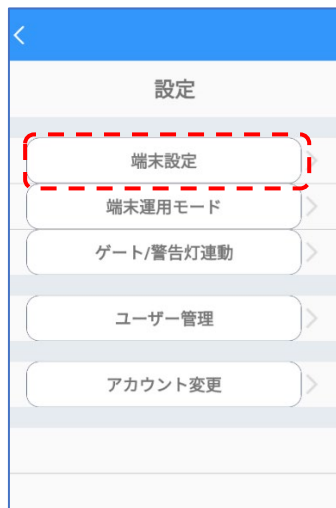 設定
端末設定
端末運用モード
ゲート/警告灯連動
ユーザー管理
アカウント変更